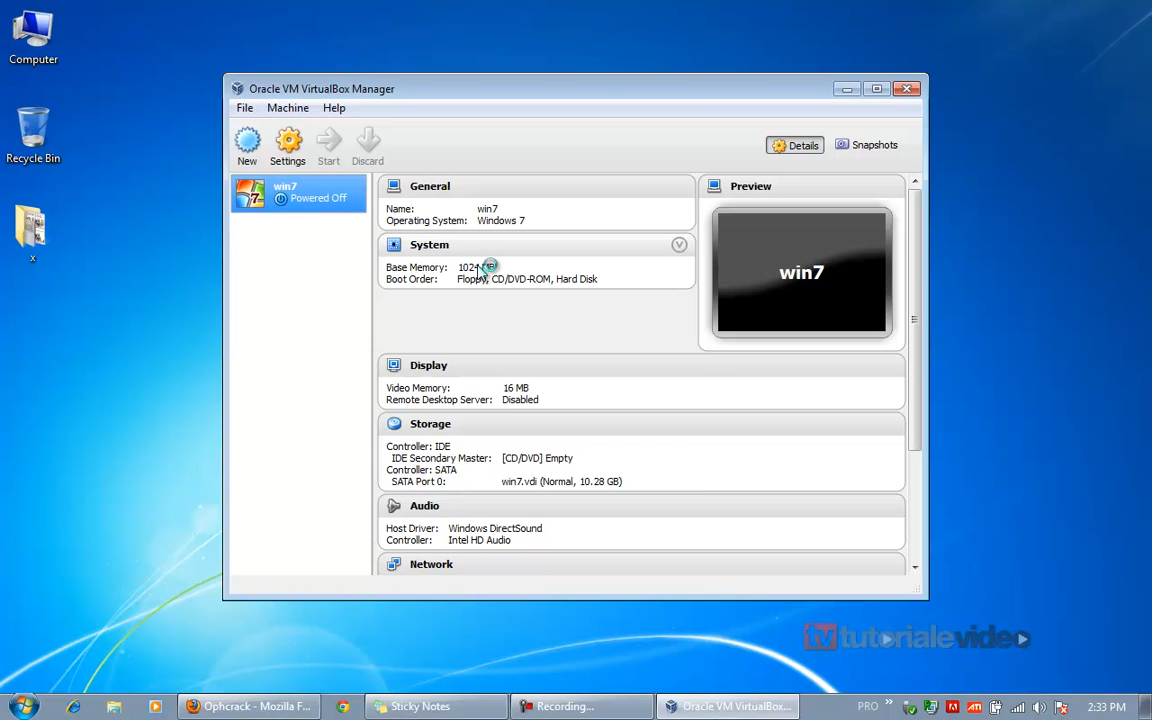 Computer
Recycle Bin
x
Oracle VM VirtualBox Manager
File Machine Help
New Settings Start Discard
Details Snapshots
win7
Powered Off
General
Name: win7
Operating System: Windows 7
System
Base Memory: 1024 MB
Boot Order: Floppy, CD/DVD-ROM, Hard Disk
Preview
win7
Display
Video Memory: 16 MB
Remote Desktop Server: Disabled
Storage
Controller: IDE
IDE Secondary Master: [CD/DVD] Empty
Controller: SATA
SATA Port 0: win7.vdi (Normal, 10.28 GB)
Audio
Host Driver: Windows DirectSound
Controller: Intel HD Audio
Network
tv tutorialevideo
Ophcrack - Mozilla F... Sticky Notes Recording... Oracle VM VirtualBox... PRO » 2:33 PM